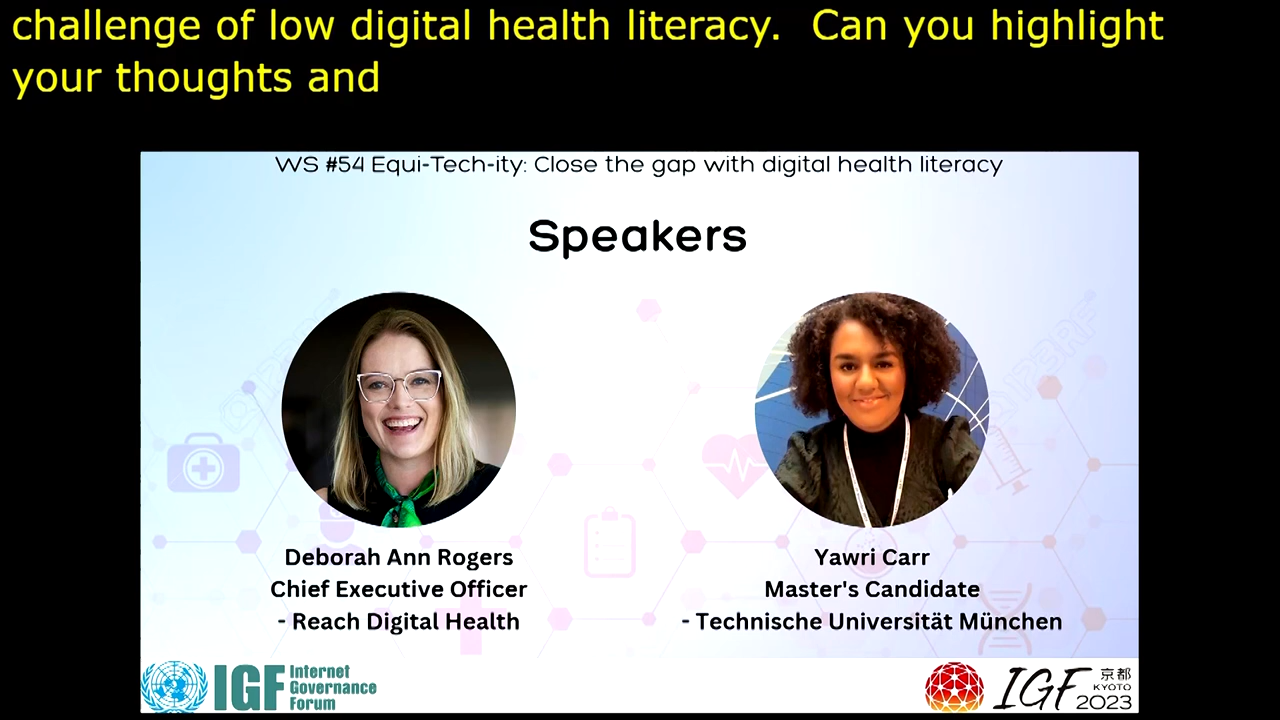 challenge of low digital health literacy.  Can you highlight
your thoughts and
WS #54 Equi-Tech-ity: Close the gap with digital health literacy
Speakers
Deborah Ann Rogers
Chief Executive Officer
- Reach Digital Health
Yawri Carr
Master's Candidate
- Technische Universität München
IGF Internet
Governance
Forum
IGF 京都
KYOTO
2023